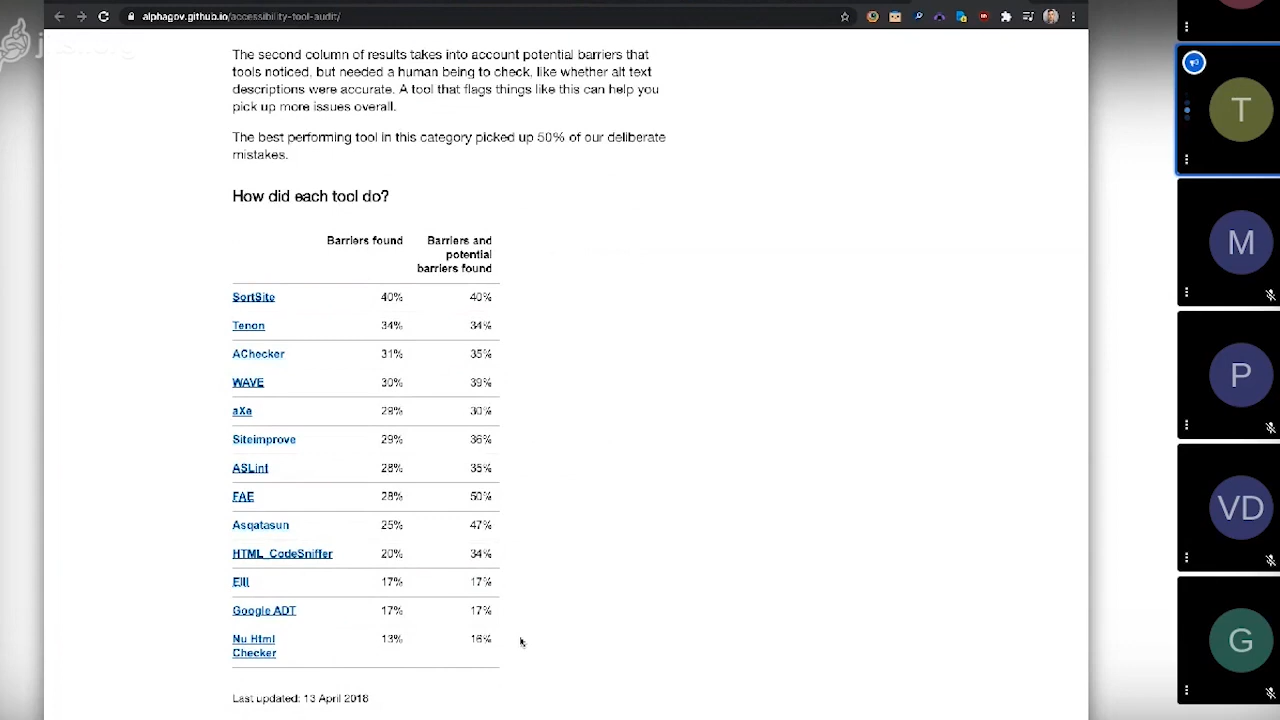 alphagov.github.io/accessibility-tool-audit/
The second column of results takes into account potential barriers that
tools noticed, but needed a human being to check, like whether alt text
descriptions were accurate. A tool that flags things like this can help you
pick up more issues overall.
The best performing tool in this category picked up 50% of our deliberate
mistakes.
How did each tool do?
Barriers found Barriers and
potential
barriers found
SortSite 40% 40%
Tenon 34% 34%
AChecker 31% 35%
WAVE 30% 39%
aXe 29% 30%
Siteimprove 29% 36%
ASLint 28% 35%
FAE 28% 50%
Asqatasun 25% 47%
HTML_CodeSniffer 20% 34%
EIII 17% 17%
Google ADT 17% 17%
Nu Html 13% 16%
Checker
Last updated: 13 April 2018
T
M
P
VD
G